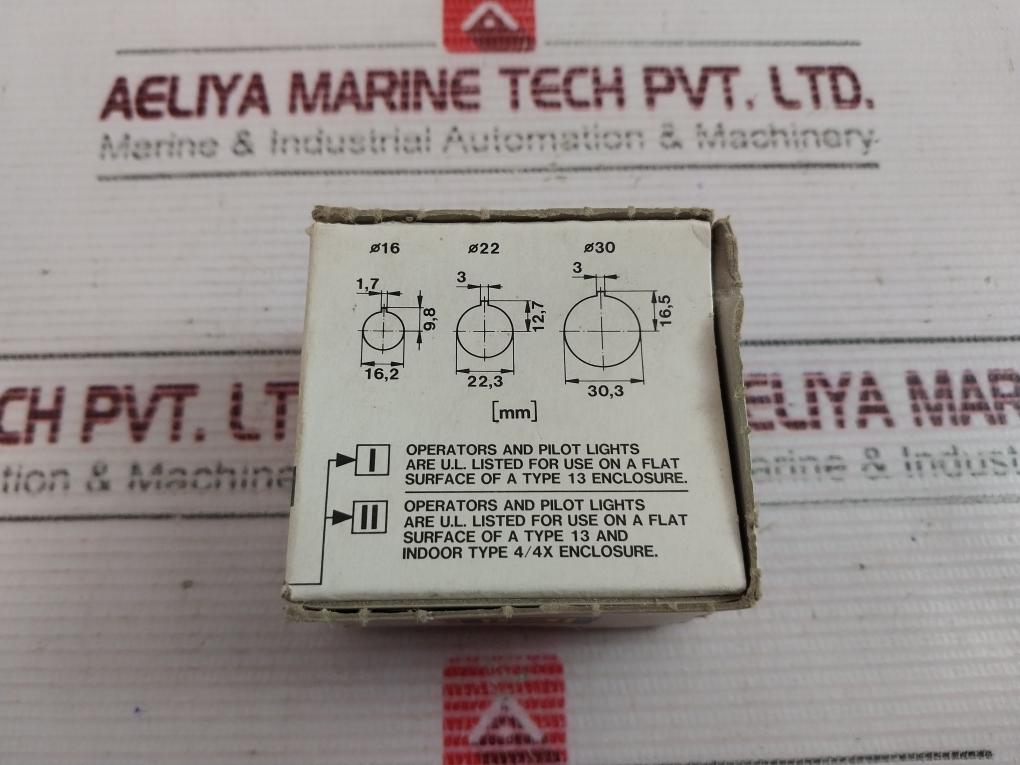 AELIYA MARINE TECH PVT. LTD.
Marine & Industrial Automation & Machinery
ø16 ø22 ø30
1,7 3 3
9,8 12,7 16,5
16,2 22,3 30,3
[mm]
I OPERATORS AND PILOT LIGHTS
ARE U.L. LISTED FOR USE ON A FLAT
SURFACE OF A TYPE 13 ENCLOSURE.
II OPERATORS AND PILOT LIGHTS
ARE U.L. LISTED FOR USE ON A FLAT
SURFACE OF A TYPE 13 AND
INDOOR TYPE 4/4X ENCLOSURE.
CH PVT. LT
tion & Machine
ELIYA MAR
arine & Indust